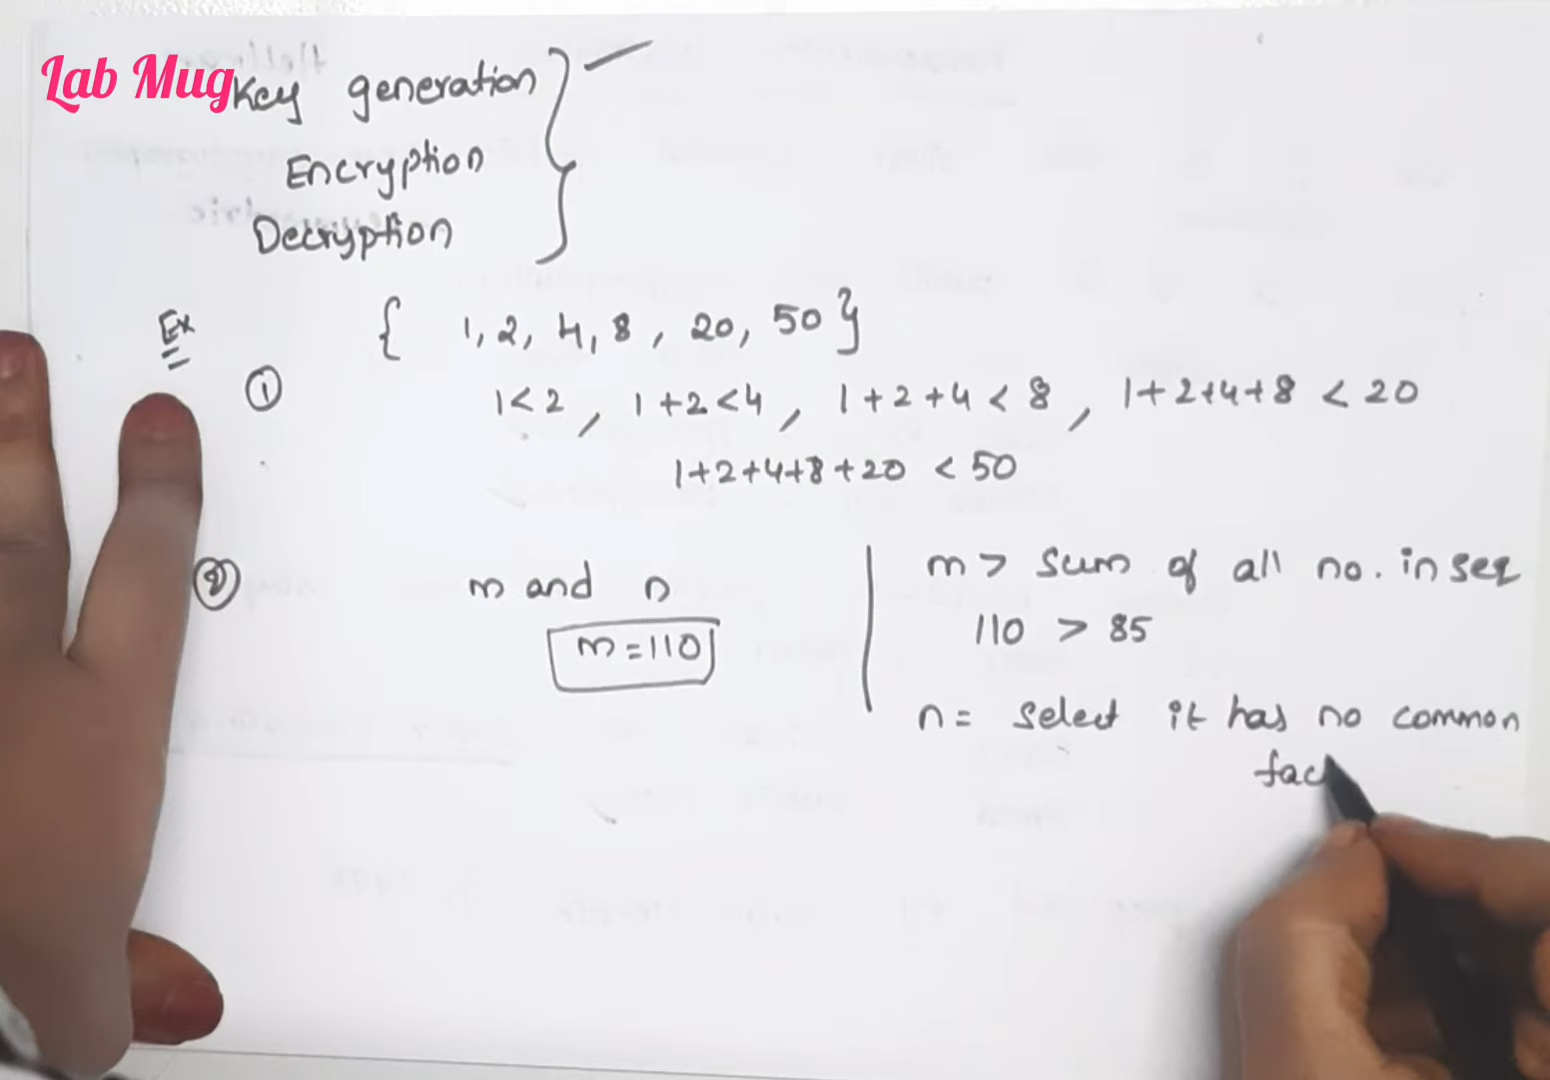 Lab Mug
Key generation
Encryption
Decryption
Ex
{ 1, 2, 4, 8, 20, 50 }
① 1<2, 1+2<4, 1+2+4<8, 1+2+4+8<20
1+2+4+8+20 < 50
② m and n
m=110
m> sum of all no. in seq
110 > 85
n= select it has no common
fac